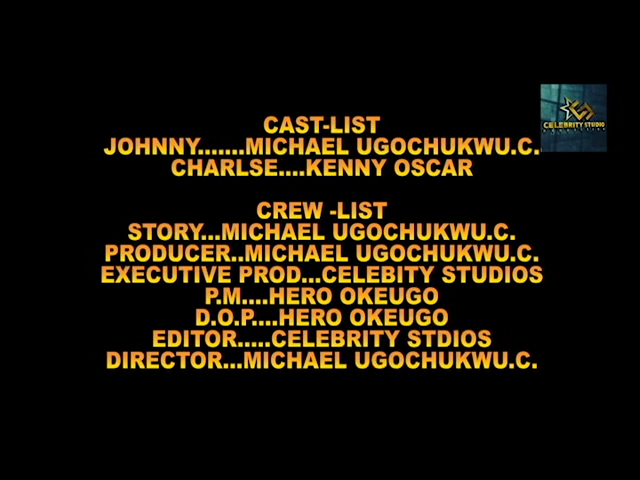 CAST-LIST
JOHNNY.......MICHAEL UGOCHUKWU.C.
CHARLSE....KENNY OSCAR
CREW -LIST
STORY...MICHAEL UGOCHUKWU.C.
PRODUCER..MICHAEL UGOCHUKWU.C.
EXECUTIVE PROD...CELEBITY STUDIOS
P.M....HERO OKEUGO
D.O.P....HERO OKEUGO
EDITOR.....CELEBRITY STDIOS
DIRECTOR...MICHAEL UGOCHUKWU.C.
CELEBRITY STUDIO